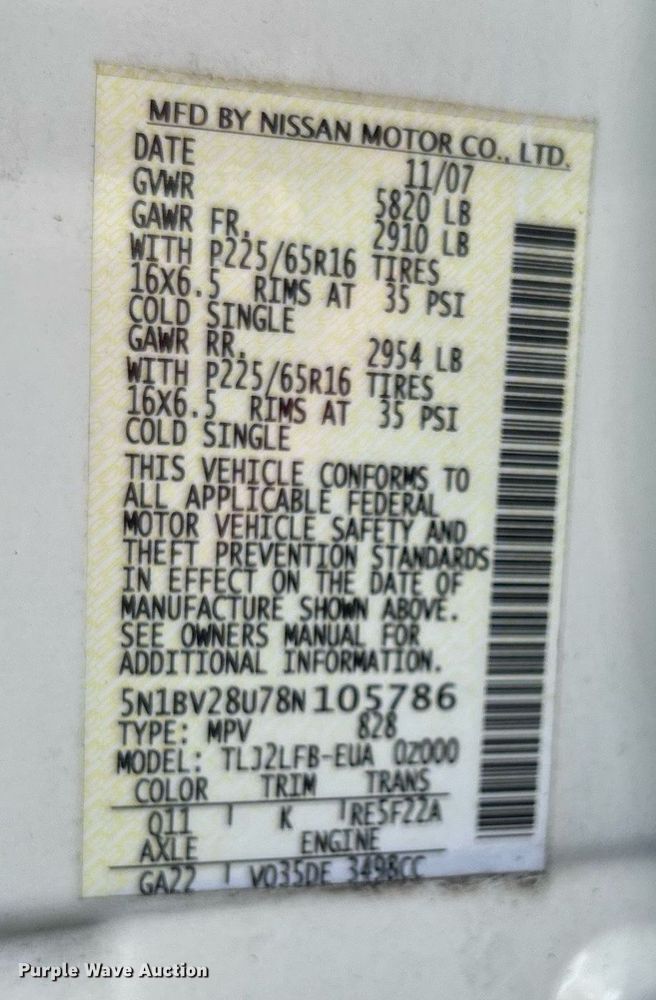 MFD BY NISSAN MOTOR CO., LTD.
DATE 11/07
GVWR 5820 LB
GAWR FR. 2910 LB
WITH P225/65R16 TIRES
16X6.5 RIMS AT 35 PSI
COLD SINGLE
GAWR RR. 2954 LB
WITH P225/65R16 TIRES
16X6.5 RIMS AT 35 PSI
COLD SINGLE
THIS VEHICLE CONFORMS TO
ALL APPLICABLE FEDERAL
MOTOR VEHICLE SAFETY AND
THEFT PREVENTION STANDARDS
IN EFFECT ON THE DATE OF
MANUFACTURE SHOWN ABOVE.
SEE OWNERS MANUAL FOR
ADDITIONAL INFORMATION.
5N1BV28U78N105786
TYPE: MPV 828
MODEL: TLJ2LFB-EUA 0Z000
COLOR TRIM TRANS
Q11 K RE5F22A
AXLE ENGINE
GA22 VQ35DE 3498CC
Purple Wave Auction